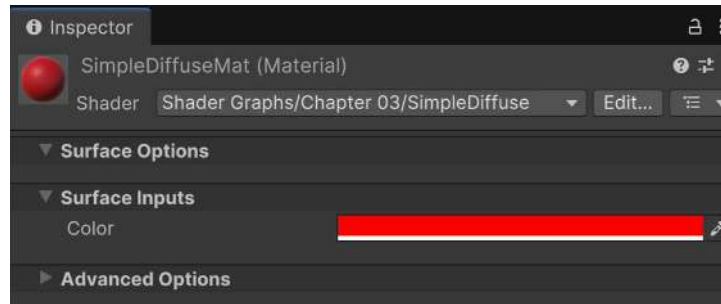 Inspector
SimpleDiffuseMat (Material)
Shader Shader Graphs/Chapter 03/SimpleDiffuse Edit...
Surface Options
Surface Inputs
Color
Advanced Options